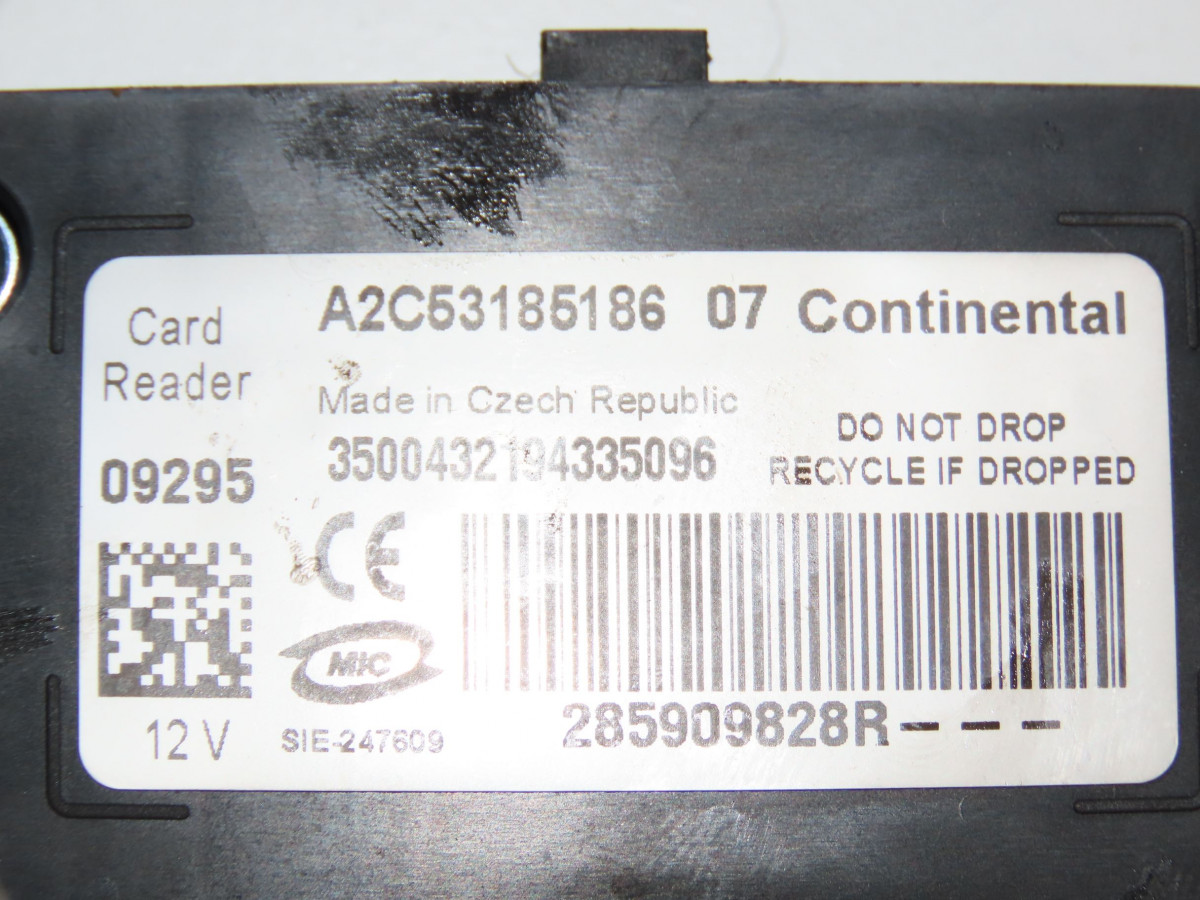 Card
Reader
09295
A2C53185186 07 Continental
Made in Czech Republic
3500432194335096
DO NOT DROP
RECYCLE IF DROPPED
CE
MIC
12 V
SIE-247609
285909828R---